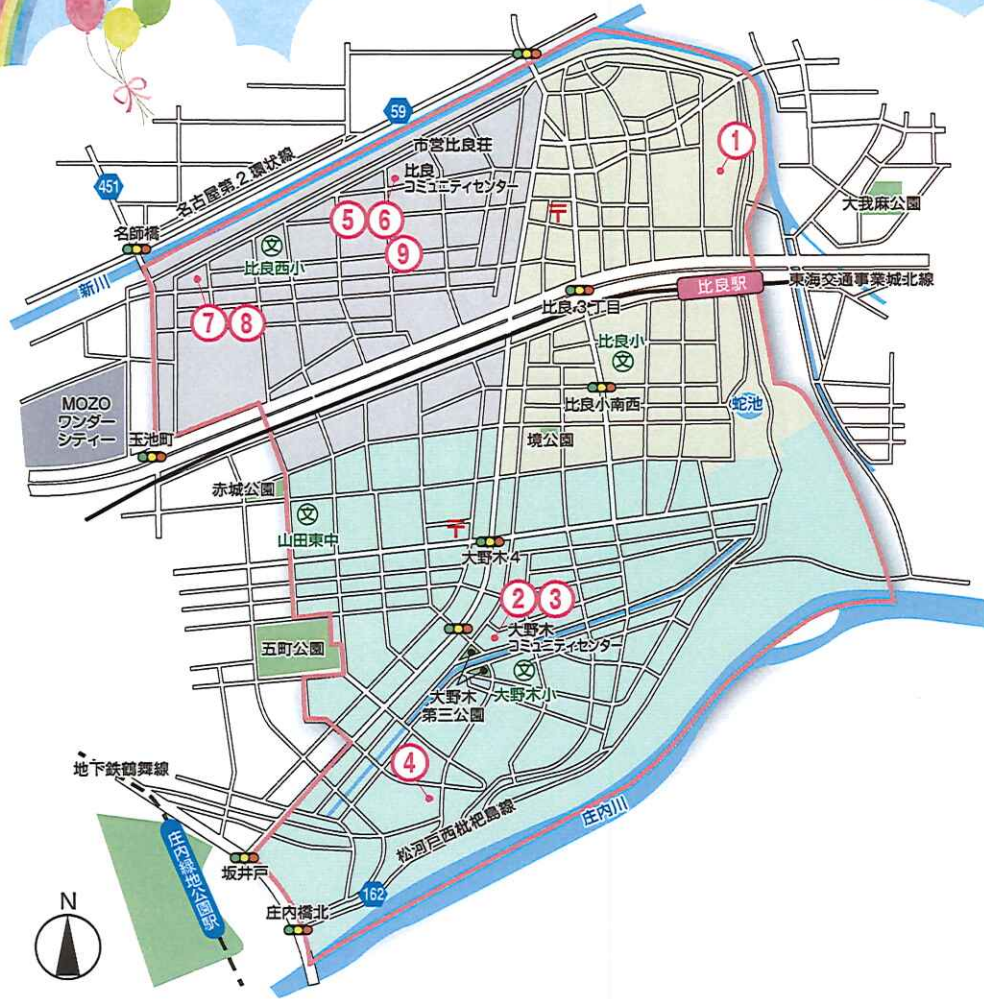 59
市営比良荘
比良
コミュニティセンター
①
451
名古屋第2環状線
大我麻公園
名師橋
⑤⑥
⑨
〒
文
比良西小
新川
比良駅
東海交通事業城北線
⑦⑧
比良3丁目
比良小
文
MOZO
ワンダー
シティー
比良小南西
蛇池
玉池町
境公園
赤城公園
文
山田東中
〒
大野木4
②③
大野木
コミュニティセンター
五町公園
文
大野木小
大野木
第三公園
地下鉄鶴舞線
④
松河戸西枇杷島線
庄内川
庄内緑地公園駅
坂井戸
162
庄内橋北
N